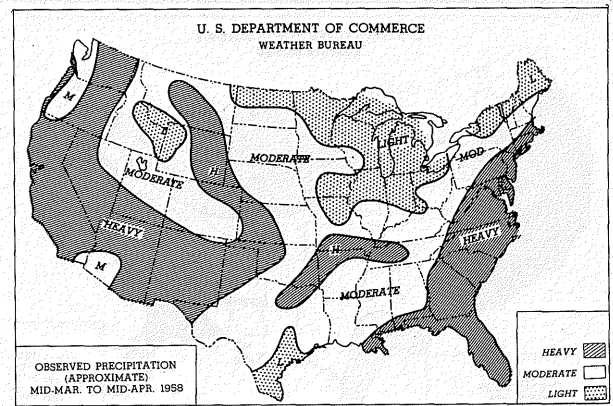 U. S. DEPARTMENT OF COMMERCE
WEATHER BUREAU
M
LIGHT
L
MODERATE
MOD
H
MODERATE
HEAVY
HEAVY
H
M
MODERATE
OBSERVED PRECIPITATION
(APPROXIMATE)
MID-MAR. TO MID-APR. 1958
HEAVY
MODERATE
LIGHT